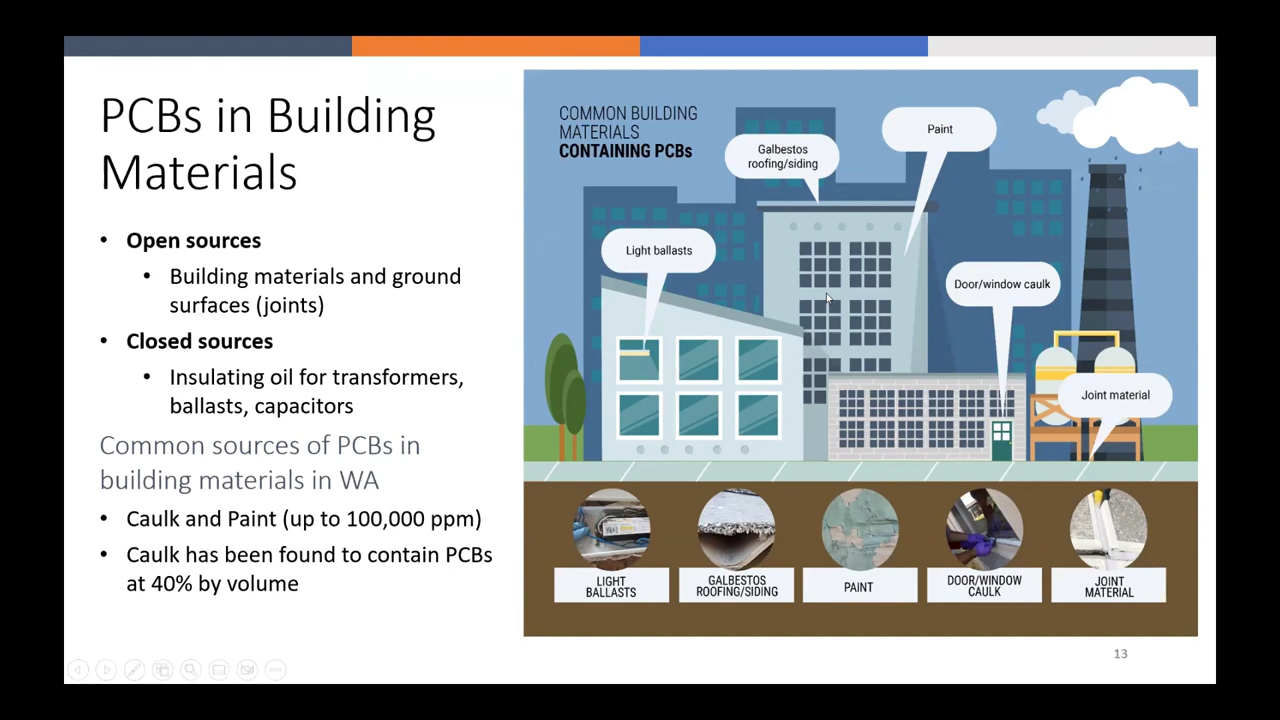 PCBs in Building
Materials
• Open sources
• Building materials and ground
surfaces (joints)
• Closed sources
• Insulating oil for transformers,
ballasts, capacitors
Common sources of PCBs in
building materials in WA
• Caulk and Paint (up to 100,000 ppm)
• Caulk has been found to contain PCBs
at 40% by volume
COMMON BUILDING
MATERIALS
CONTAINING PCBs
Galbestos
roofing/siding
Paint
Light ballasts
Door/window caulk
Joint material
LIGHT
BALLASTS
GALBESTOS
ROOFING/SIDING
PAINT
DOOR/WINDOW
CAULK
JOINT
MATERIAL
13